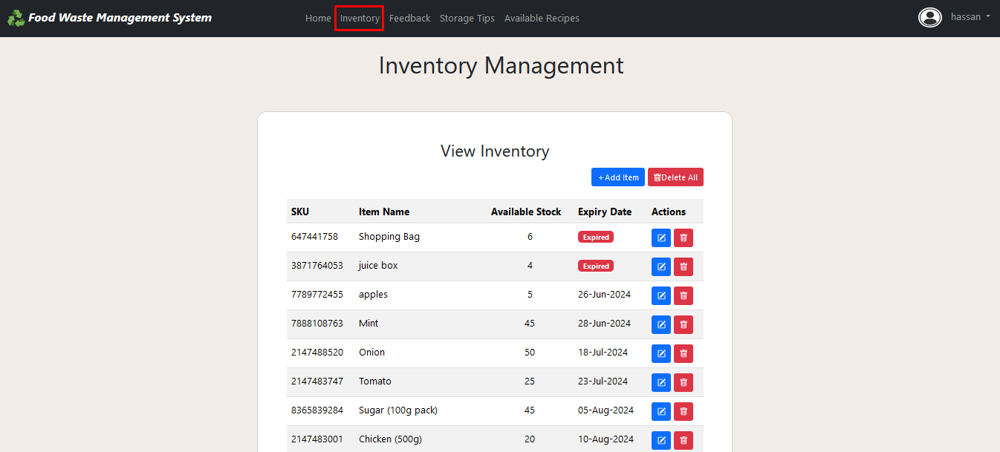 Food Waste Management System Home Inventory Feedback Storage Tips Available Recipes hassan
Inventory Management
View Inventory
+ Add Item Delete All
SKU Item Name Available Stock Expiry Date Actions
647441758 Shopping Bag 6 Expired
3871764053 juice box 4 Expired
7789772455 apples 5 26-Jun-2024
7888108763 Mint 45 28-Jun-2024
2147488520 Onion 50 18-Jul-2024
2147483747 Tomato 25 23-Jul-2024
8365839284 Sugar (100g pack) 45 05-Aug-2024
2147483001 Chicken (500g) 20 10-Aug-2024